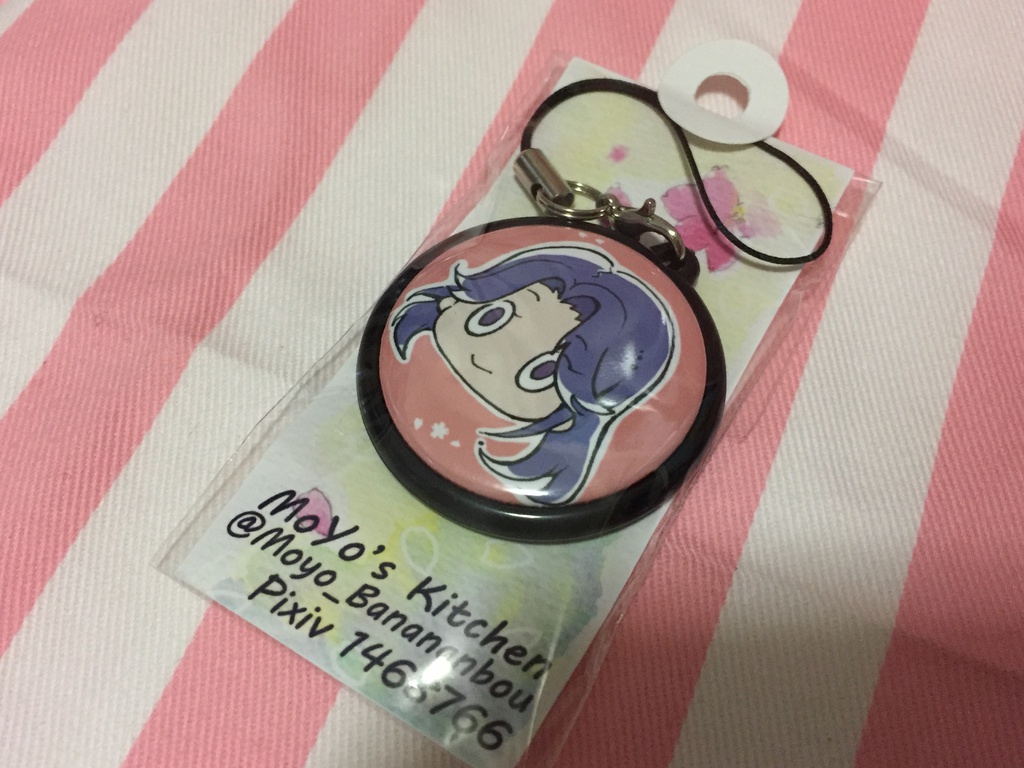 MoYo's Kitchen
@Moyo_Banananbou
Pixiv 1465766